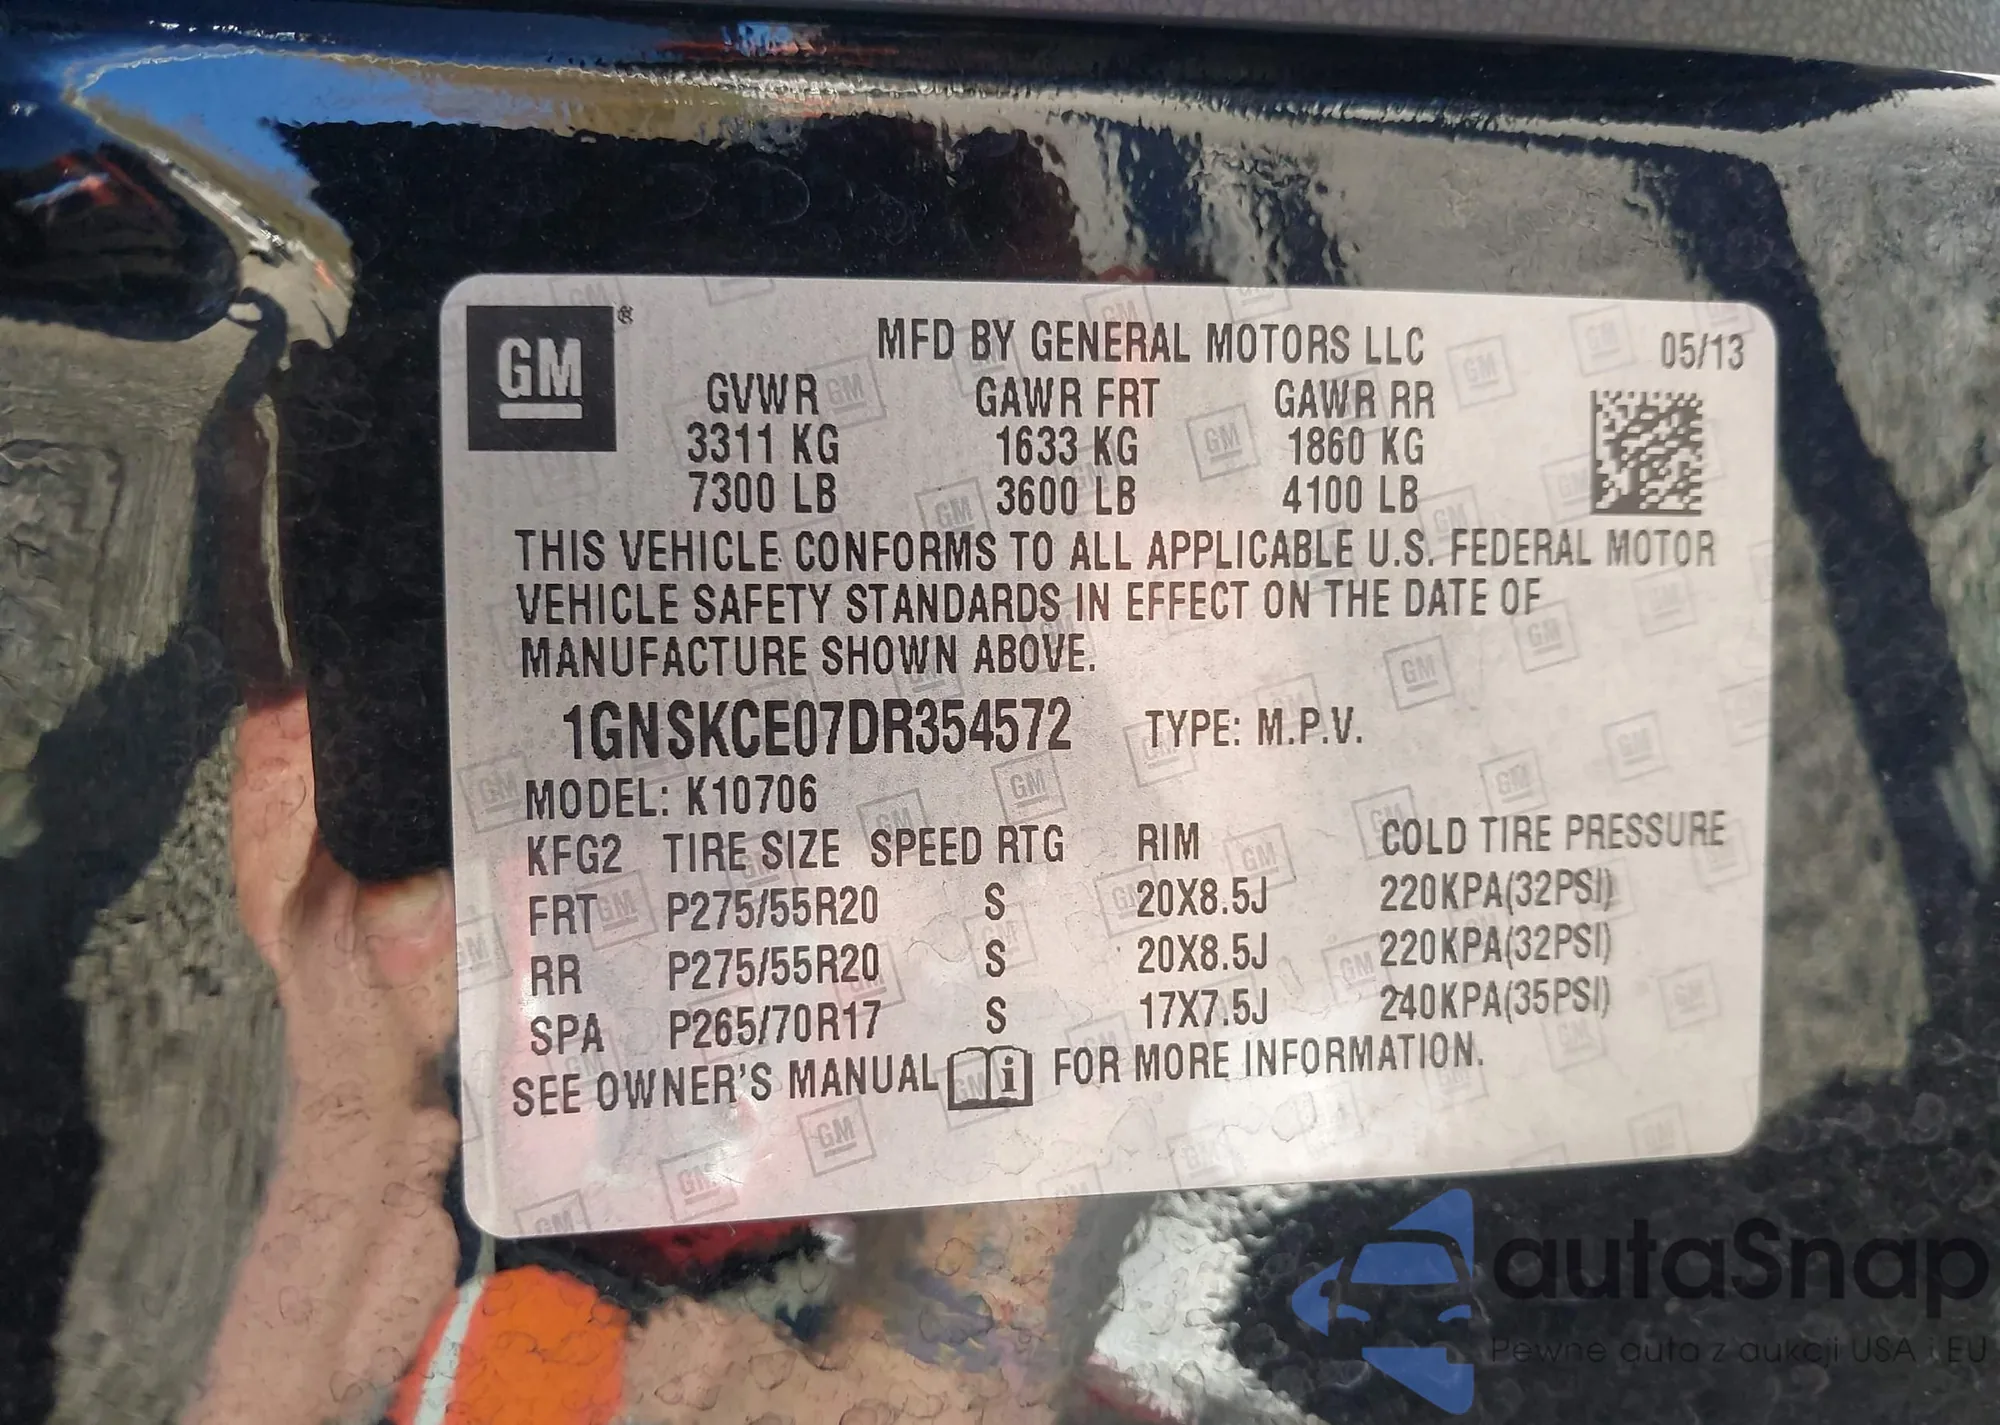 GM ®
MFD BY GENERAL MOTORS LLC 05/13
GVWR GAWR FRT GAWR RR
3311 KG 1633 KG 1860 KG
7300 LB 3600 LB 4100 LB
THIS VEHICLE CONFORMS TO ALL APPLICABLE U.S. FEDERAL MOTOR
VEHICLE SAFETY STANDARDS IN EFFECT ON THE DATE OF
MANUFACTURE SHOWN ABOVE.
1GNSKCE07DR354572 TYPE: M.P.V.
MODEL: K10706
KFG2 TIRE SIZE SPEED RTG RIM COLD TIRE PRESSURE
FRT P275/55R20 S 20X8.5J 220KPA(32PSI)
RR P275/55R20 S 20X8.5J 220KPA(32PSI)
SPA P265/70R17 S 17X7.5J 240KPA(35PSI)
SEE OWNER'S MANUAL i FOR MORE INFORMATION.
autaSnap
Pewne auta z aukcji USA i EU